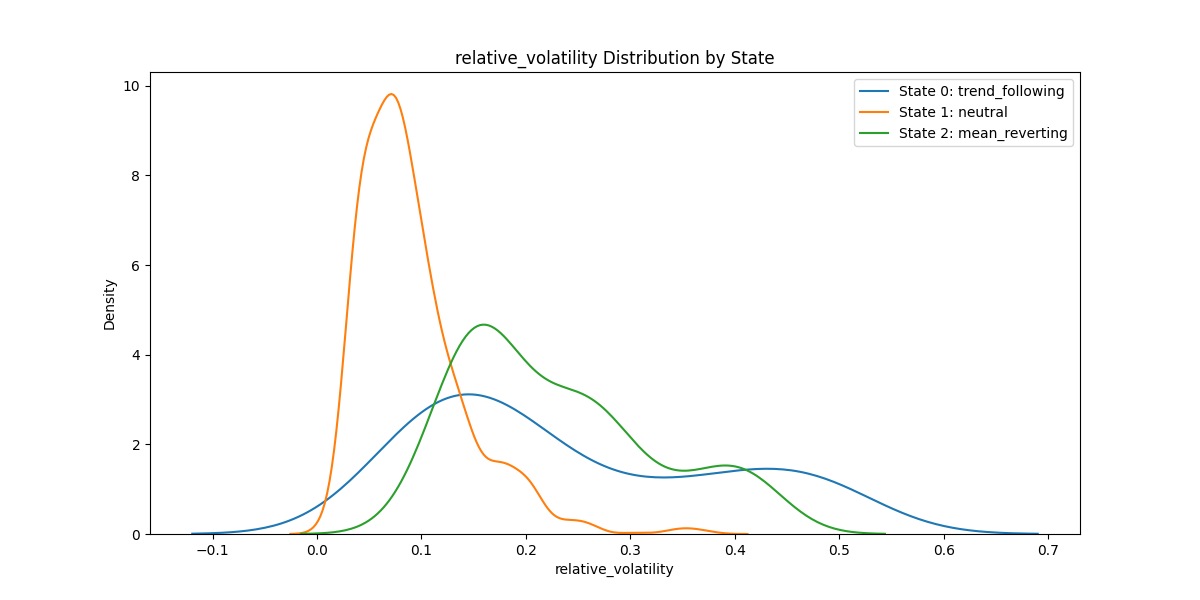 relative_volatility Distribution by State
State 0: trend_following
State 1: neutral
State 2: mean_reverting
Density
10
8
6
4
2
0
−0.1 0.0 0.1 0.2 0.3 0.4 0.5 0.6 0.7
relative_volatility